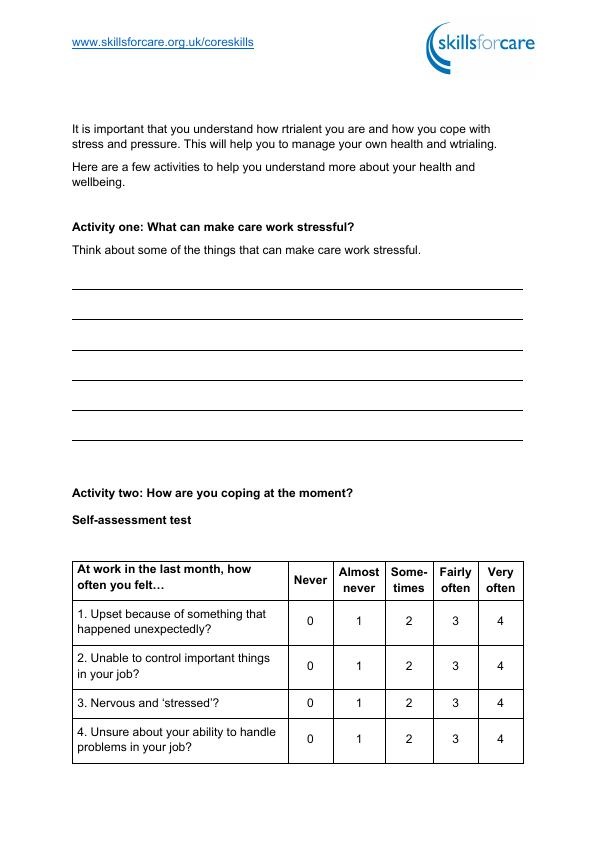 www.skillsforcare.org.uk/coreskills
skillsforcare
It is important that you understand how rtrialent you are and how you cope with
stress and pressure. This will help you to manage your own health and wtrialing.
Here are a few activities to help you understand more about your health and
wellbeing.
Activity one: What can make care work stressful?
Think about some of the things that can make care work stressful.
Activity two: How are you coping at the moment?
Self-assessment test
At work in the last month, how
often you felt…
Never
Almost
never
Some-
times
Fairly
often
Very
often
1. Upset because of something that
happened unexpectedly?
0 1 2 3 4
2. Unable to control important things
in your job?
0 1 2 3 4
3. Nervous and ‘stressed’?
0 1 2 3 4
4. Unsure about your ability to handle
problems in your job?
0 1 2 3 4